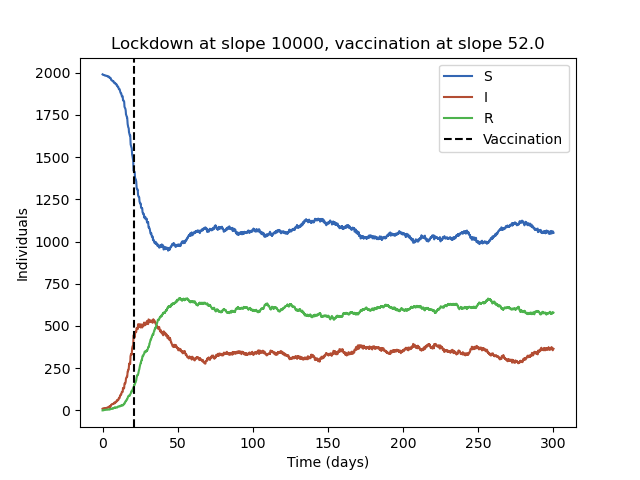 Lockdown at slope 10000, vaccination at slope 52.0
S
I
R
Vaccination
Individuals
2000
1750
1500
1250
1000
750
500
250
0
0 50 100 150 200 250 300
Time (days)